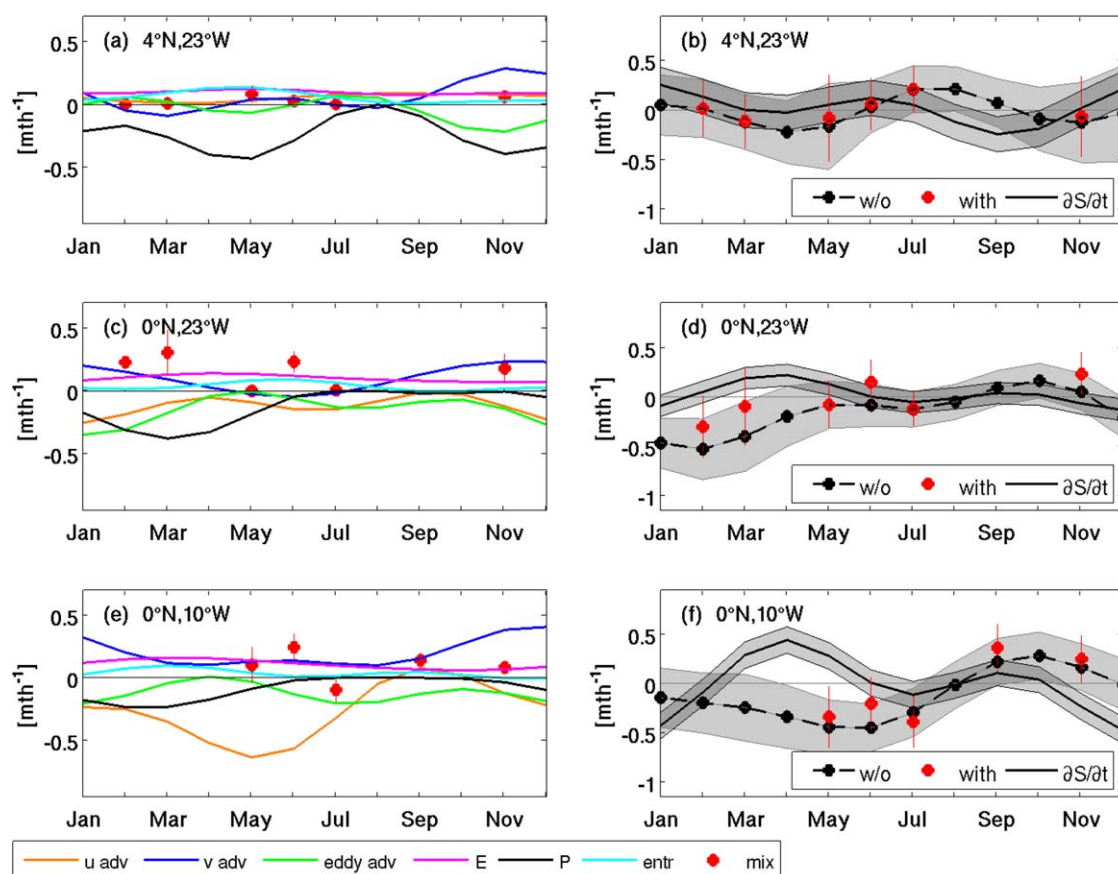 (a) 4°N,23°W
0.5
0
-0.5
[mth⁻¹]
Jan Mar May Jul Sep Nov
(b) 4°N,23°W
0.5
0
-0.5
-1
[mth⁻¹]
w/o with ∂S/∂t
Jan Mar May Jul Sep Nov
(c) 0°N,23°W
0.5
0
-0.5
[mth⁻¹]
Jan Mar May Jul Sep Nov
(d) 0°N,23°W
0.5
0
-0.5
-1
[mth⁻¹]
w/o with ∂S/∂t
Jan Mar May Jul Sep Nov
(e) 0°N,10°W
0.5
0
-0.5
[mth⁻¹]
Jan Mar May Jul Sep Nov
(f) 0°N,10°W
0.5
0
-0.5
-1
[mth⁻¹]
w/o with ∂S/∂t
Jan Mar May Jul Sep Nov
u adv v adv eddy adv E P entr mix